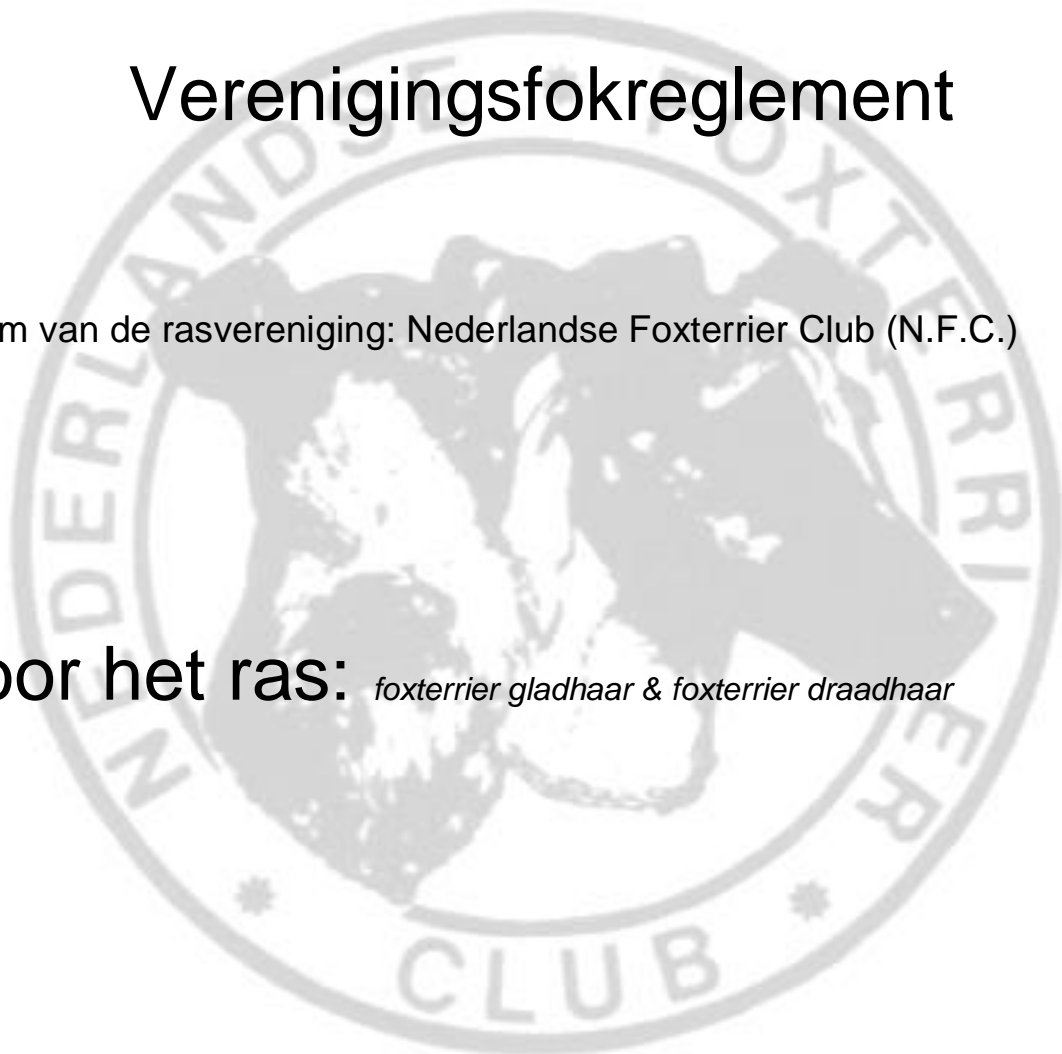 Verenigingsfokreglement
m van de rasvereniging: Nederlandse Foxterrier Club (N.F.C.)
oor het ras: foxterrier gladhaar & foxterrier draadhaar
NEDERLANDSE * FOXTERRIER * CLUB *